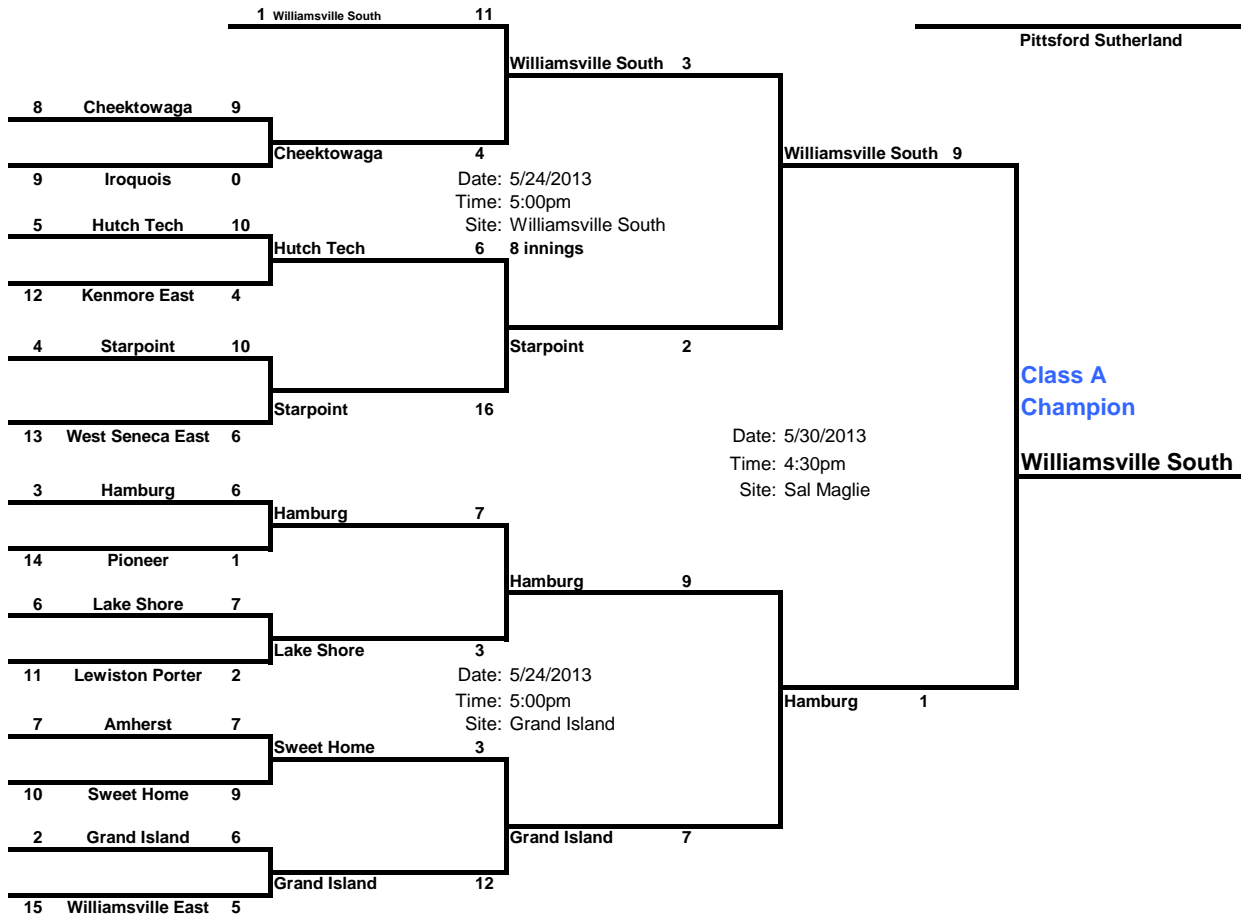 1 Williamsville South 11
Pittsford Sutherland
Williamsville South 3
8 Cheektowaga 9
Cheektowaga 4
Williamsville South 9
9 Iroquois 0
Date: 5/24/2013
Time: 5:00pm
Site: Williamsville South
5 Hutch Tech 10
Hutch Tech 6 8 innings
12 Kenmore East 4
4 Starpoint 10
Starpoint 2
Class A
Champion
Starpoint 16
13 West Seneca East 6
Date: 5/30/2013
Time: 4:30pm
Site: Sal Maglie
Williamsville South
3 Hamburg 6
Hamburg 7
14 Pioneer 1
Hamburg 9
6 Lake Shore 7
Lake Shore 3
11 Lewiston Porter 2
Date: 5/24/2013
Time: 5:00pm
Site: Grand Island
Hamburg 1
7 Amherst 7
Sweet Home 3
10 Sweet Home 9
2 Grand Island 6
Grand Island 7
Grand Island 12
15 Williamsville East 5